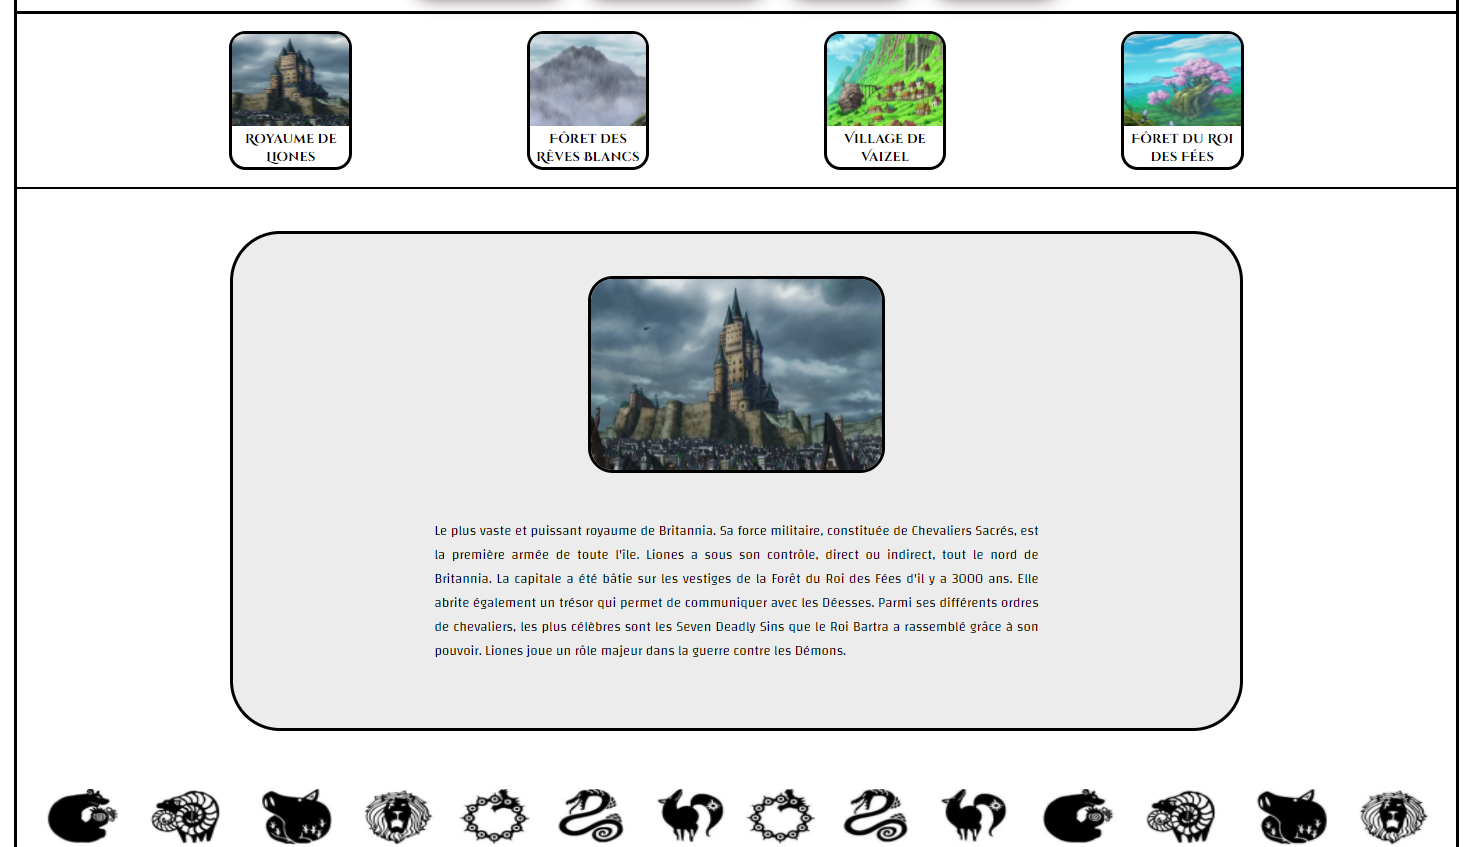 Royaume de
Liones
Fôret des
Rêves Blancs
Village de
Vaizel
Fôret du Roi
des Fées
Le plus vaste et puissant royaume de Britannia. Sa force militaire, constituée de Chevaliers Sacrés, est
la première armée de toute l'île. Liones a sous son contrôle, direct ou indirect, tout le nord de
Britannia. La capitale a été bâtie sur les vestiges de la Forêt du Roi des Fées d'il y a 3000 ans. Elle
abrite également un trésor qui permet de communiquer avec les Déesses. Parmi ses différents ordres
de chevaliers, les plus célèbres sont les Seven Deadly Sins que le Roi Bartra a rassemblé grâce à son
pouvoir. Liones joue un rôle majeur dans la guerre contre les Démons.